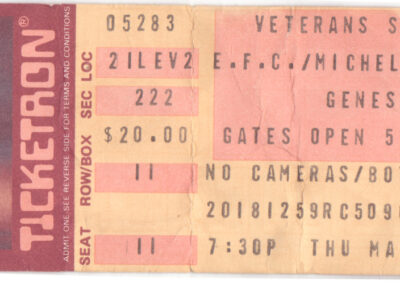 TICKETRON
ADMIT ONE. SEE REVERSE SIDE FOR TERMS AND CONDITIONS
SEAT ROW/BOX SEC LOC
05283 VETERANS S
21LEV2 E.F.C./MICHEL
222 GENES
$20.00 GATES OPEN 5
11 NO CAMERAS/BO
20181259RC509
11 7:30P THU MA